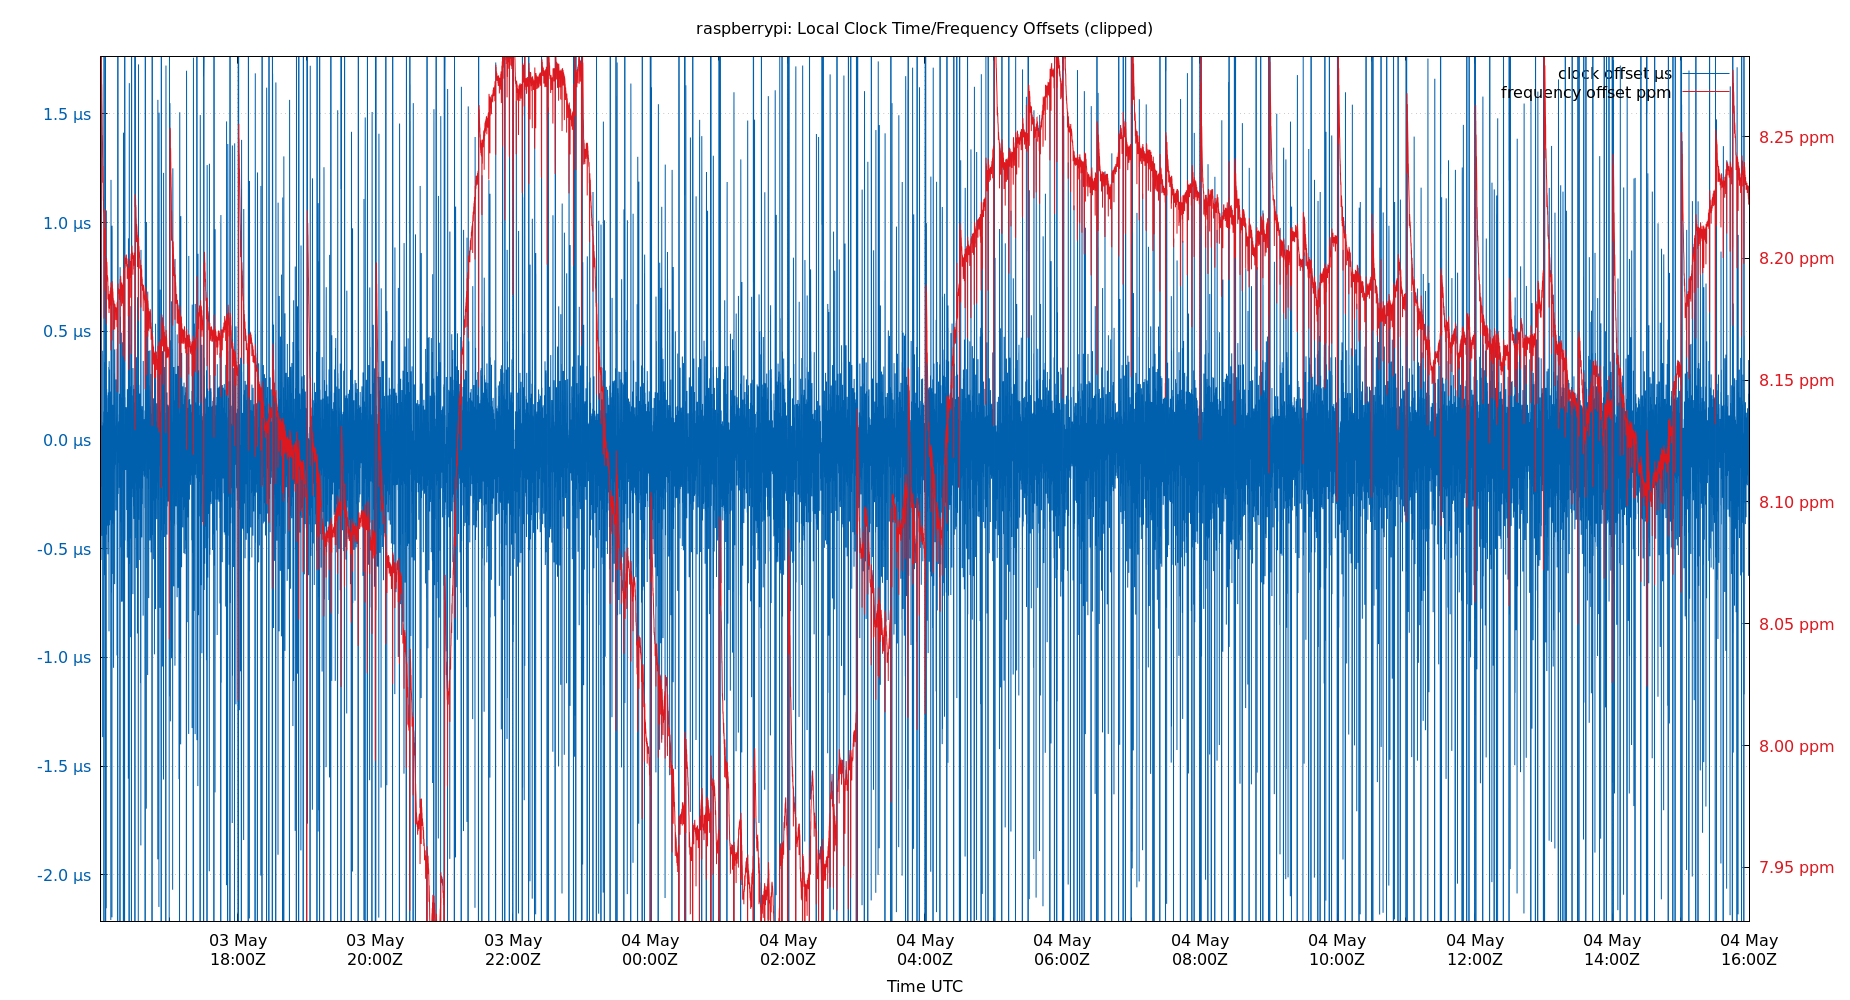 raspberrypi: Local Clock Time/Frequency Offsets (clipped)
clock offset µs
frequency offset ppm
1.5 µs
1.0 µs
0.5 µs
0.0 µs
-0.5 µs
-1.0 µs
-1.5 µs
-2.0 µs
8.25 ppm
8.20 ppm
8.15 ppm
8.10 ppm
8.05 ppm
8.00 ppm
7.95 ppm
03 May 03 May 03 May 04 May 04 May 04 May 04 May 04 May 04 May 04 May 04 May 04 May
18:00Z 20:00Z 22:00Z 00:00Z 02:00Z 04:00Z 06:00Z 08:00Z 10:00Z 12:00Z 14:00Z 16:00Z
Time UTC